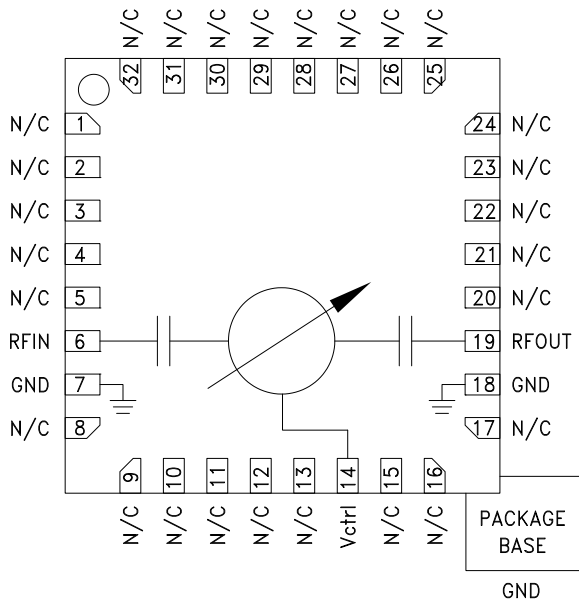 N/C N/C N/C N/C N/C N/C N/C N/C
32 31 30 29 28 27 26 25
N/C 1 24 N/C
N/C 2 23 N/C
N/C 3 22 N/C
N/C 4 21 N/C
N/C 5 20 N/C
RFIN 6 19 RFOUT
GND 7 18 GND
N/C 8 17 N/C
9 10 11 12 13 14 15 16
N/C N/C N/C N/C N/C Vctrl N/C N/C
PACKAGE
BASE
GND